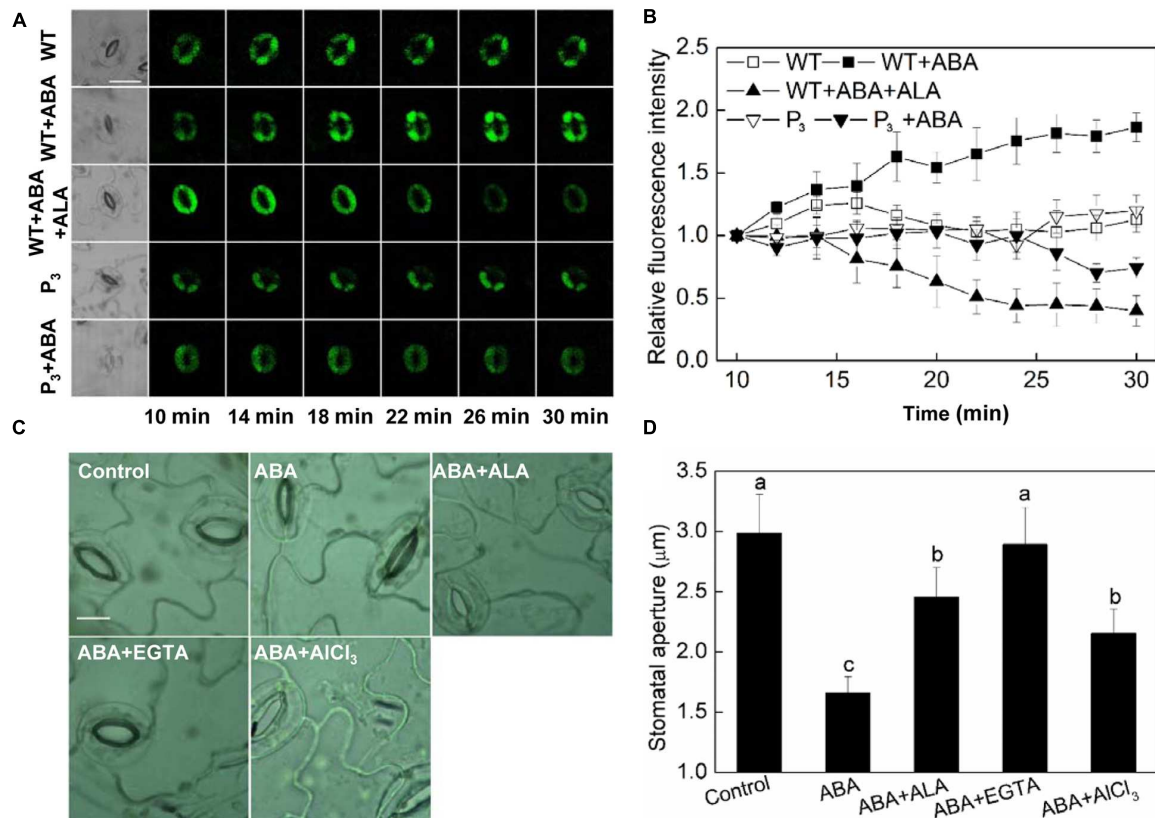 A
WT
WT+ABA
WT+ABA
+ALA
P3
P3+ABA
10 min 14 min 18 min 22 min 26 min 30 min
B
Relative fluorescence intensity
2.5
2.0
1.5
1.0
0.5
0.0
WT WT+ABA
WT+ABA+ALA
P3 P3 +ABA
10 15 20 25 30
Time (min)
C
Control
ABA
ABA+ALA
ABA+EGTA
ABA+AlCl3
D
Stomatal aperture (μm)
3.5
3.0
2.5
2.0
1.5
1.0
a
c
b
a
b
Control ABA ABA+ALA ABA+EGTA ABA+AlCl3